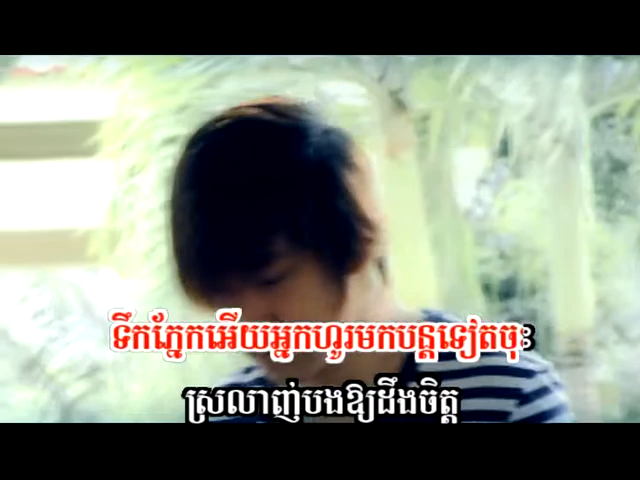 ទឹកភ្នែកអើយអ្នកហូរមកបន្តទៀតចុះ
ស្រលាញ់បងឱ្យដឹងចិត្ត